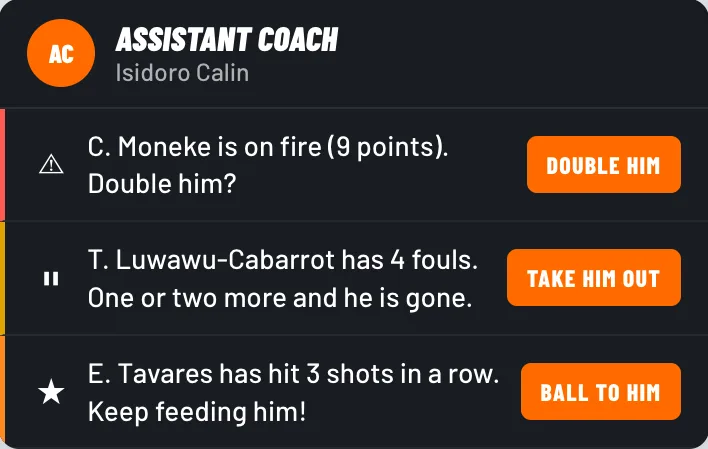 AC
ASSISTANT COACH
Isidoro Calin
C. Moneke is on fire (9 points).
Double him?
DOUBLE HIM
T. Luwawu-Cabarrot has 4 fouls.
One or two more and he is gone.
TAKE HIM OUT
E. Tavares has hit 3 shots in a row.
Keep feeding him!
BALL TO HIM